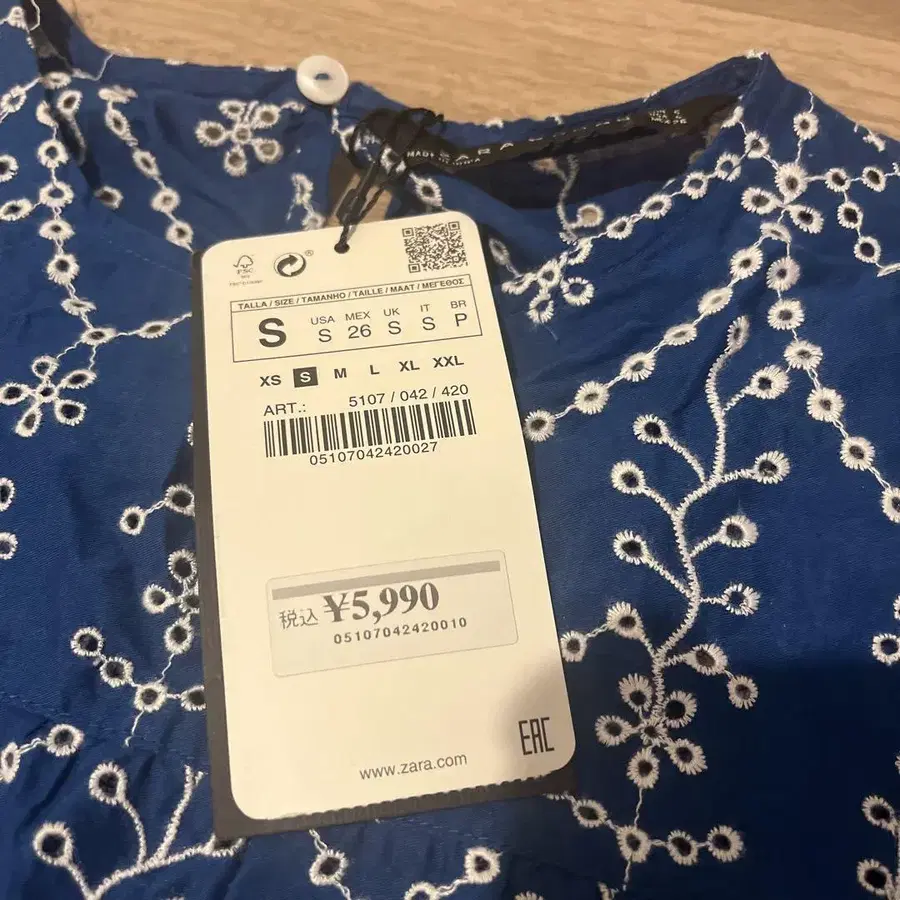 FSC
TALLA / SIZE / TAMANHO / TAILLE / MAAT / ΜΕΓΕΘΟΣ
S
USA MEX UK IT BR
S 26 S S P
XS S M L XL XXL
ART.: 5107 / 042 / 420
05107042420027
税込 ¥5,990
05107042420010
EAC
www.zara.com